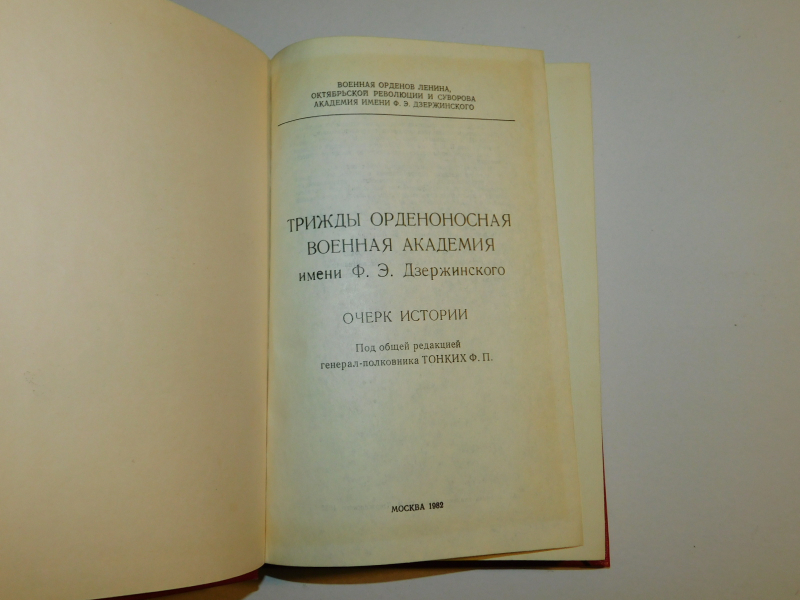 ВОЕННАЯ ОРДЕНОВ ЛЕНИНА,
ОКТЯБРЬСКОЙ РЕВОЛЮЦИИ И СУВОРОВА
АКАДЕМИЯ ИМЕНИ Ф. Э. ДЗЕРЖИНСКОГО
ТРИЖДЫ ОРДЕНОНОСНАЯ
ВОЕННАЯ АКАДЕМИЯ
имени Ф. Э. Дзержинского
ОЧЕРК ИСТОРИИ
Под общей редакцией
генерал-полковника ТОНКИХ Ф. П.
МОСКВА 1982